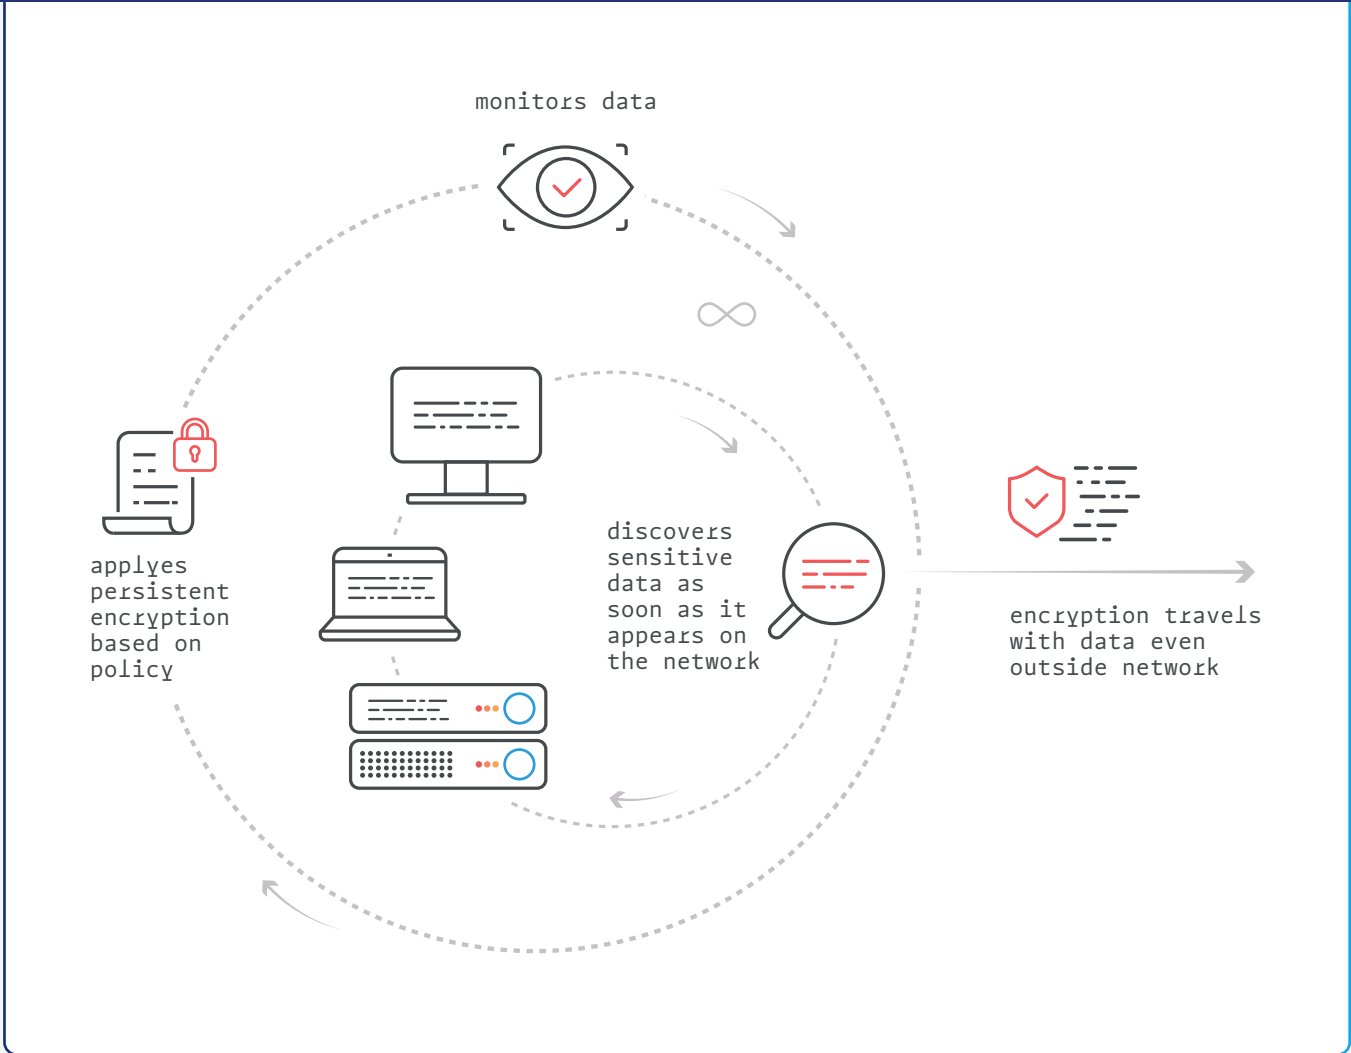 monitors data
discovers
sensitive
data as
soon as it
appears on
the network
applyes
persistent
encryption
based on
policy
encryption travels
with data even
outside network